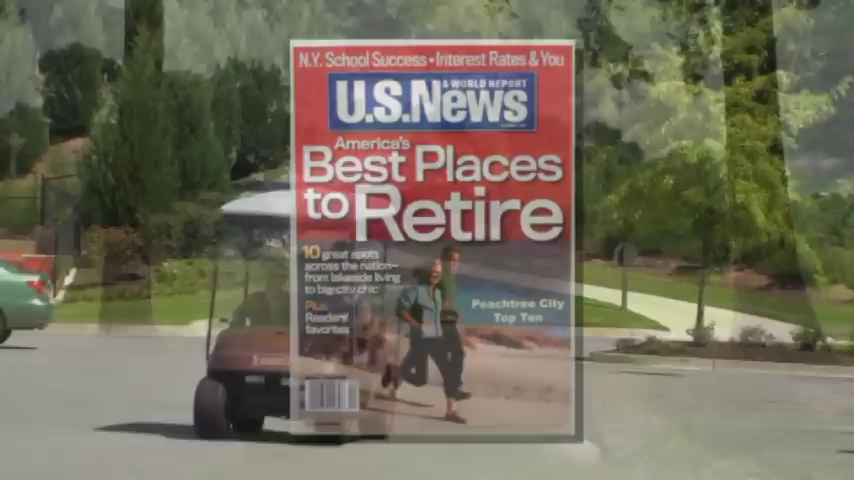 N.Y. School Success • Interest Rates & You
& WORLD REPORT
U.S.News
America's
Best Places
to Retire
10 great spots
across the nation—
from lakeside living
to big-city chic
Plus
Readers'
favorites
Peachtree City
Top Ten